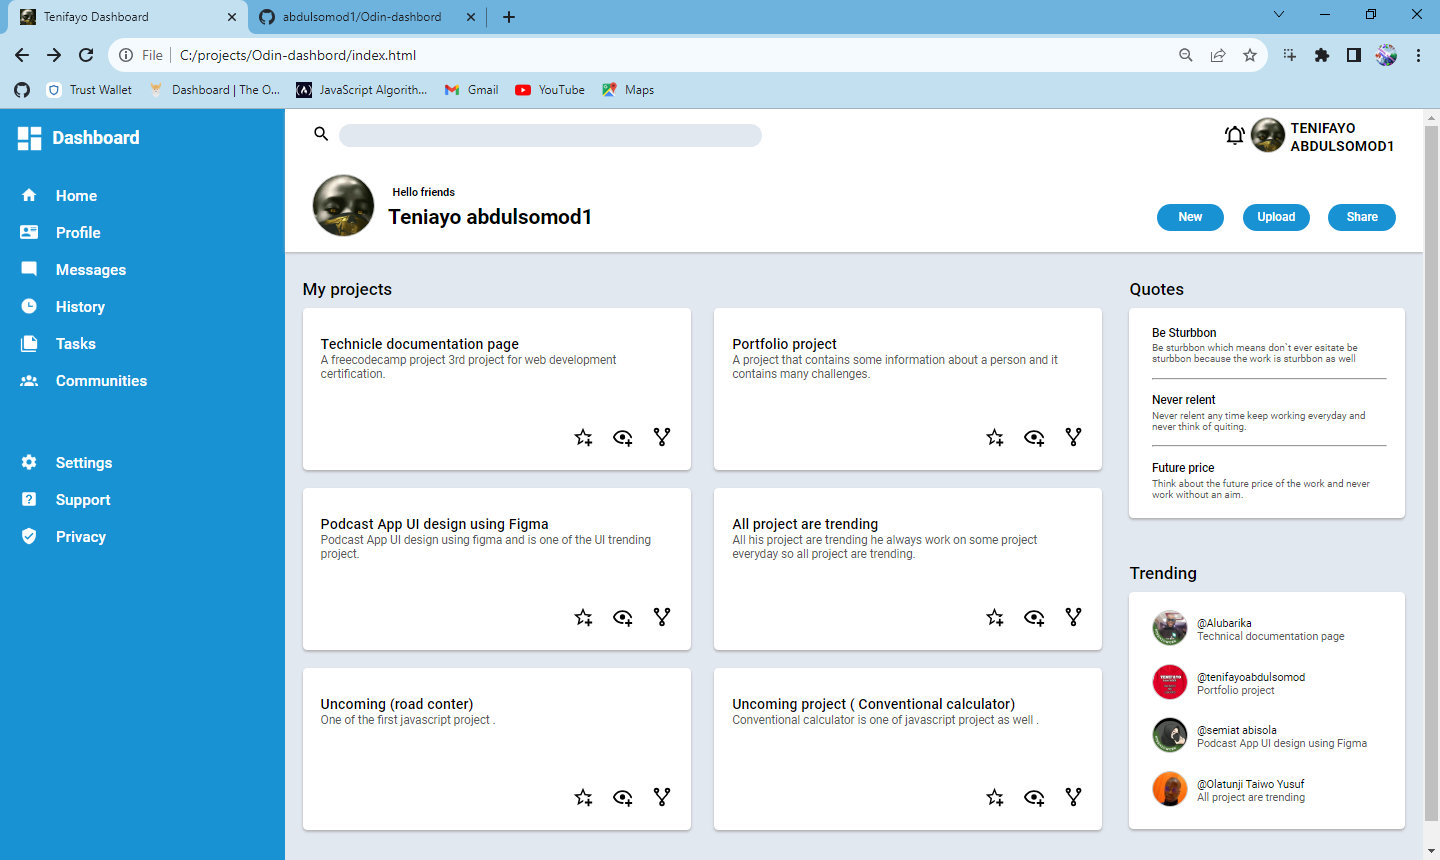 Tenifayo Dashboard
abdulsomod1/Odin-dashbord
File
C:/projects/Odin-dashbord/index.html
Trust Wallet
Dashboard | The O...
JavaScript Algorith...
Gmail
YouTube
Maps
Dashboard
Home
Profile
Messages
History
Tasks
Communities
Settings
Support
Privacy
TENIFAYO
ABDULSOMOD1
Hello friends
Teniayo abdulsomod1
New
Upload
Share
My projects
Technicle documentation page
A freecodecamp project 3rd project for web development
certification.
Portfolio project
A project that contains some information about a person and it
contains many challenges.
Podcast App UI design using Figma
Podcast App UI design using figma and is one of the UI trending
project.
All project are trending
All his project are trending he always work on some project
everyday so all project are trending.
Uncoming (road conter)
One of the first javascript project .
Uncoming project ( Conventional calculator)
Conventional calculator is one of javascript project as well .
Quotes
Be Sturbbon
Be sturbbon which means don`t ever esitate be
sturbbon because the work is sturbbon as well
Never relent
Never relent any time keep working everyday and
never think of quiting.
Future price
Think about the future price of the work and never
work without an aim.
Trending
@Alubarika
Technical documentation page
@tenifayoabdulsomod
Portfolio project
@semiat abisola
Podcast App UI design using Figma
@Olatunji Taiwo Yusuf
All project are trending